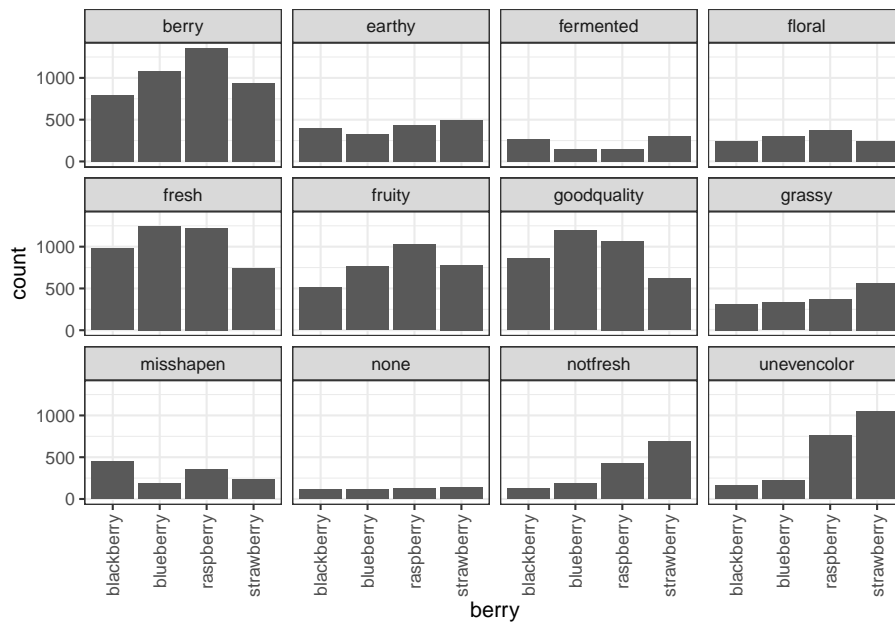 berry earthy fermented floral
1000
500
0
fresh fruity goodquality grassy
1000
500
0
misshapen none notfresh unevencolor
1000
500
0
count
blackberry blueberry raspberry strawberry blackberry blueberry raspberry strawberry blackberry blueberry raspberry strawberry blackberry blueberry raspberry strawberry
berry